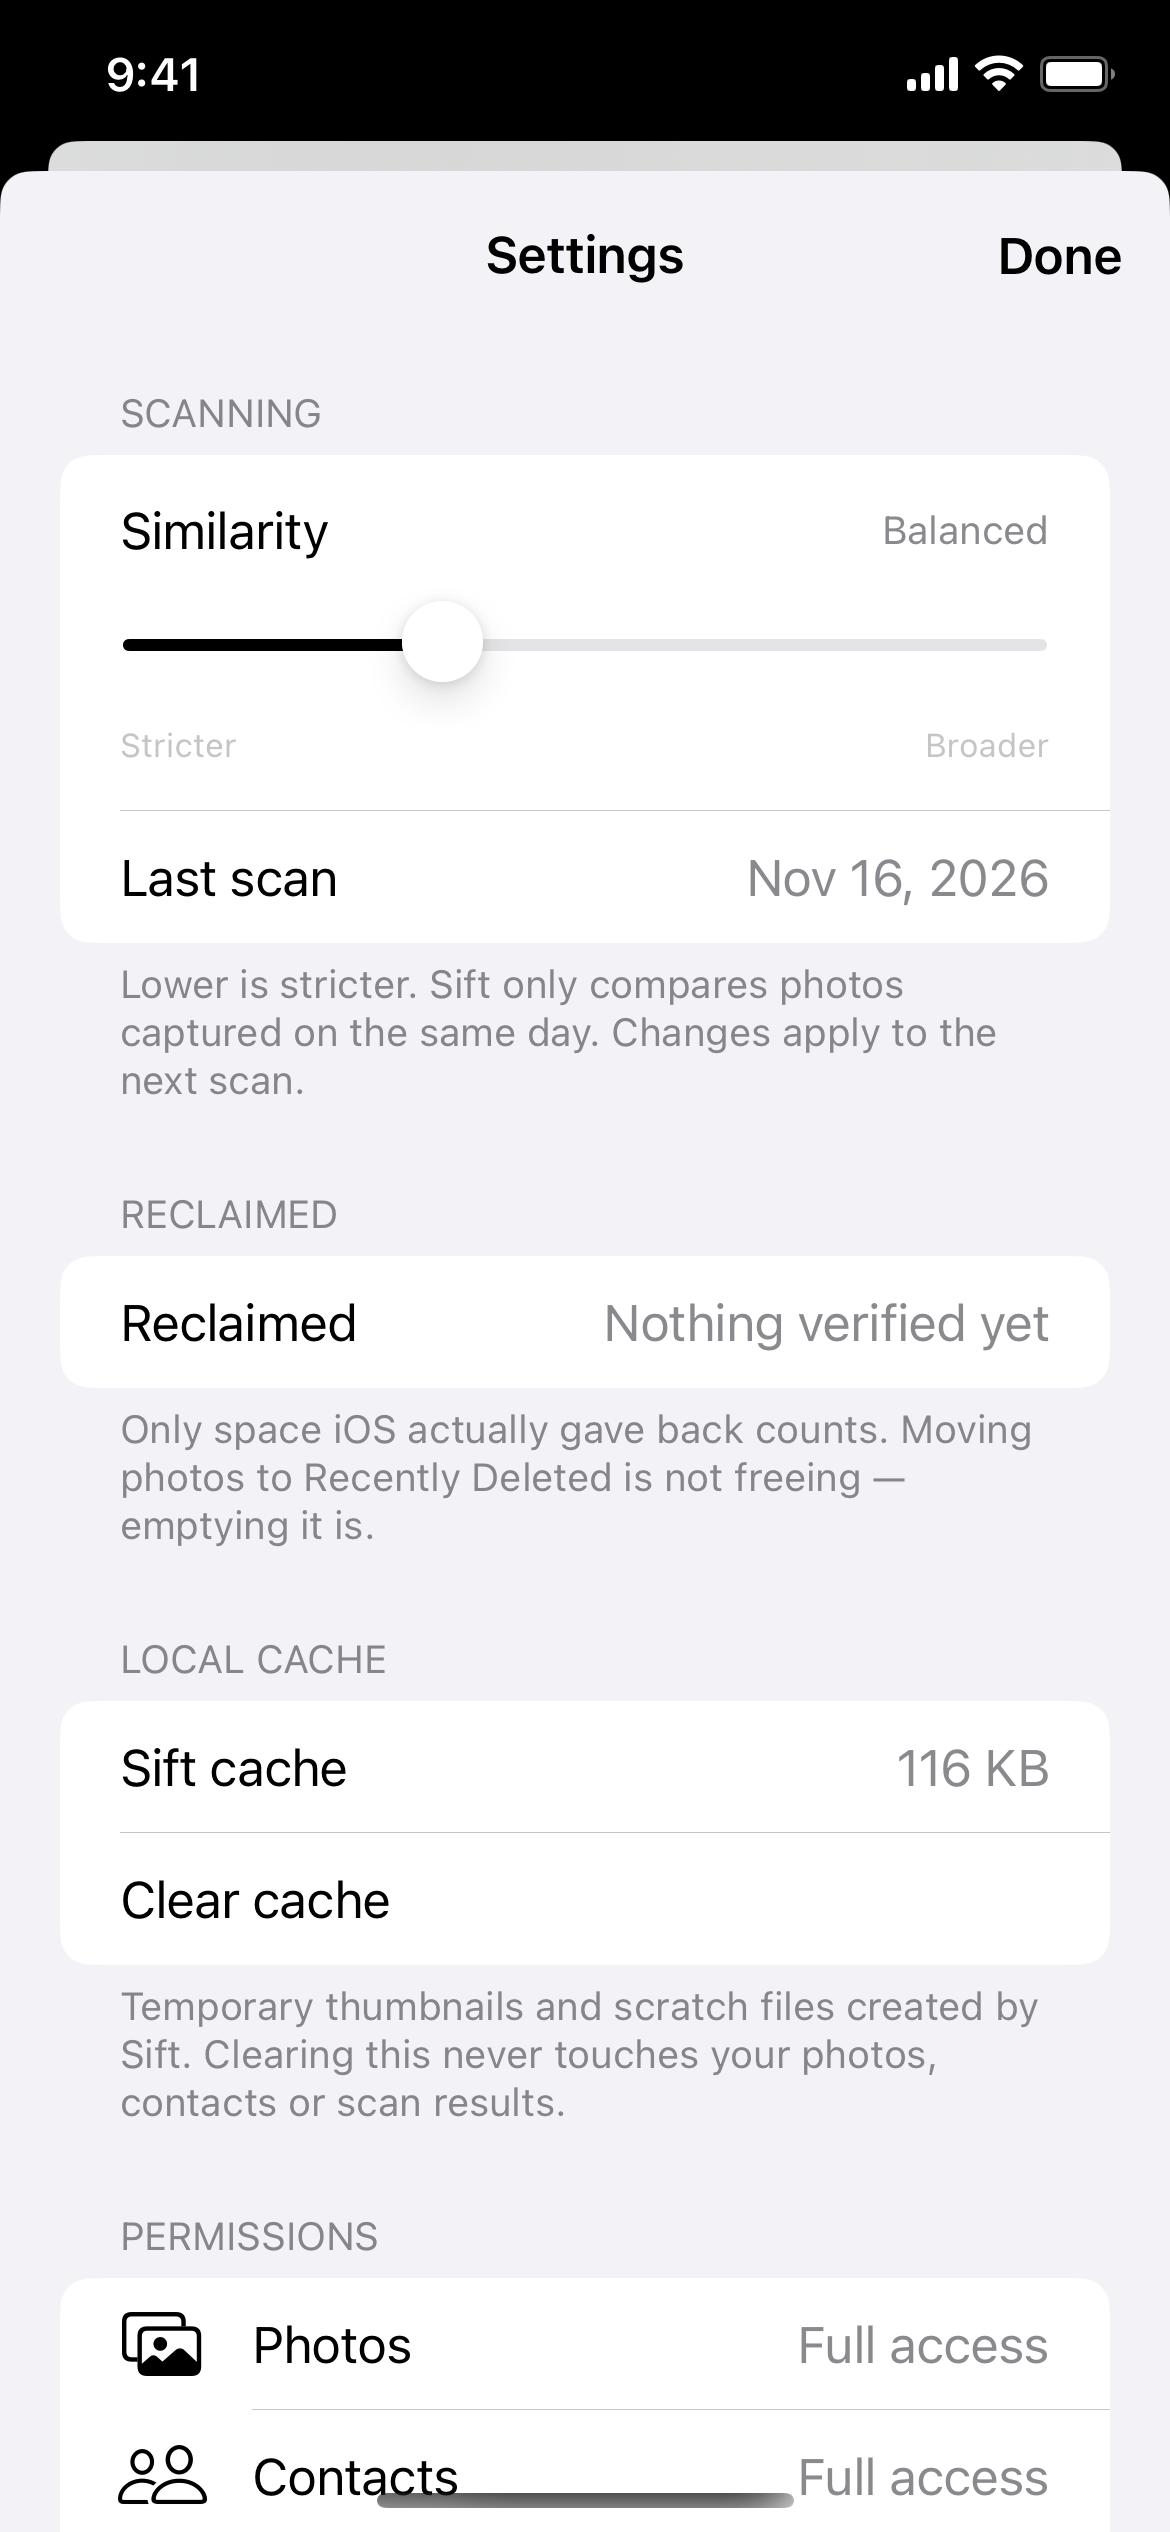 9:41
Settings
Done
SCANNING
Similarity
Balanced
Stricter
Broader
Last scan
Nov 16, 2026
Lower is stricter. Sift only compares photos
captured on the same day. Changes apply to the
next scan.
RECLAIMED
Reclaimed
Nothing verified yet
Only space iOS actually gave back counts. Moving
photos to Recently Deleted is not freeing —
emptying it is.
LOCAL CACHE
Sift cache
116 KB
Clear cache
Temporary thumbnails and scratch files created by
Sift. Clearing this never touches your photos,
contacts or scan results.
PERMISSIONS
Photos
Full access
Contacts
Full access